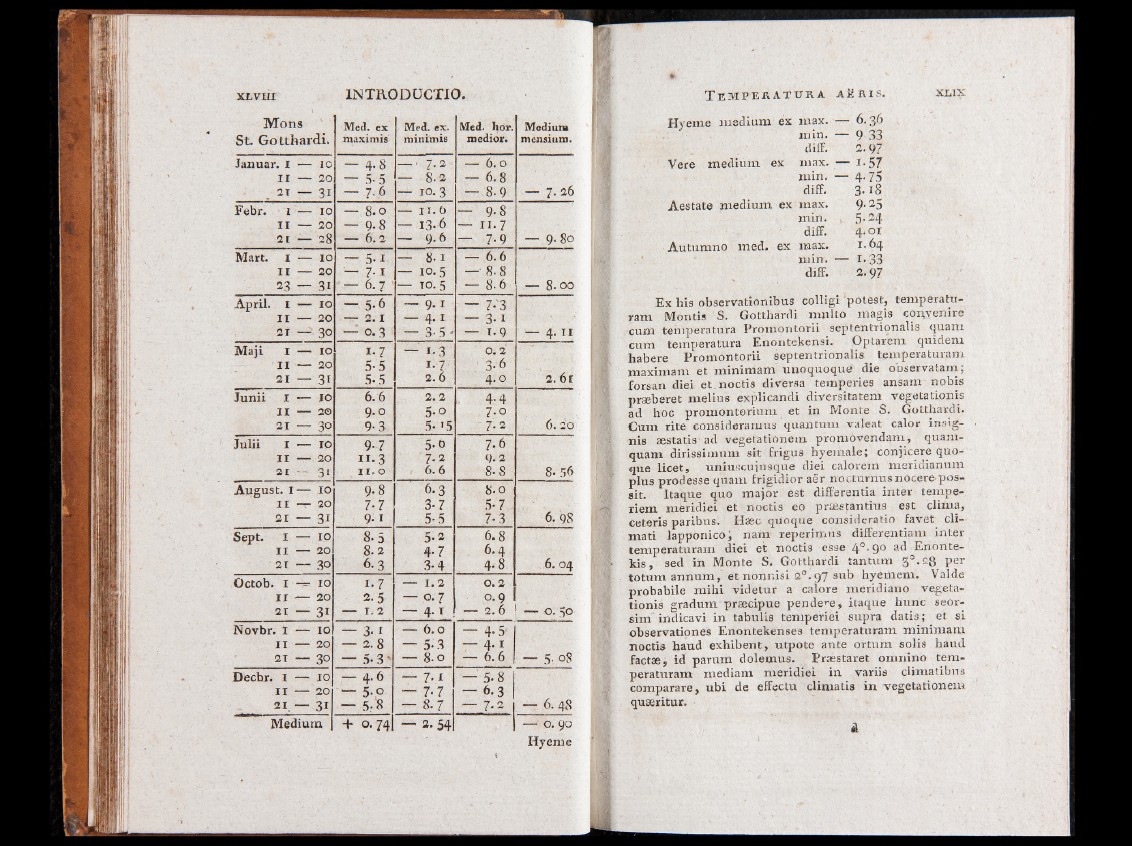 XLVIII INTRODUCTIO.
Mons St. Gotthardi. Med. ex maximis Med. ex. minimis Med. hor. medior. Medium mensium.
Januar. 1 — 10 — 4. 8 — 7. 2 — 6. 0
11 — 20 — 5. 5 — 8. 2 — 6. 8
21 — 31 — 7. 6 — 10. 3 — 8. 9 — 7. 26
Febr. 1 — 10 — 8. 0 — 11. 6 — 9. 8
11 — 20 — 9. 8 — 13. 6 — 11. 7
21 — 28 — 6. 2 — 9. 6 — 7. 9 — 9. 80
Mart. 1 — 10 — 5. 1 — 8. 1 — 6. 6
11 — 20 — 7. 1 — 10. 5 — 8. 8
23 — 31 — 6. 7 — 10. 5 — 8. 6 — 8. 00
April. 1 — 10 — 5. 6 — 9. 1 — 7. 3
11 — 20 — 2. 1 — 4. 1 — 3. 1
21 — 30 — 0. 3 — 3. 5 — 1. 9 — 4. 11
Maji 1 — 10 1. 7 — 1. 3 0. 2
11 — 20 5. 5 1. 7 3. 6
21 — 31 5. 5 2. 6 4. 0 2. 61
Junii 1 — 10 6. 6 2. 2 4. 4
11 — 20 9. 0 5. 0 7. 0
21 — 30 9. 3 5. 15 7. 2 6. 20
Julii 1 — 10 9. 7 5. 6 7. 6
11 — 20 11. 3 7. 2 9. 2
21 — 31 11. 0 6. 6 8. 8 8. 56
August. 1 — 10 9. 8 6. 3 8. 0
11 — 20 7. 7 3. 7 5. 7
21 — 31 9. 1 5. 5 7. 3 6. 98
Sept. 1 — 10 8. 5 5. 2 6. 8
11 — 20 8. 2 4. 7 6. 4
21 — 30 6. 3 3. 4 4. 8 6. 04
Octob. 1 — 10 1. 7 — 1. 2 0. 2
11 — 20 2. 5 — 0. 7 0. 9
21 — 31 — 1. 2 — 4. 1 — 2. 6 — 0. 50
Novbr. 1 — 10 — 3. 1 — 6. 0 — 4. 5
11 — 20 — 2. 8 — 5. 3 — 4. 1
21 — 30 — 5. 3 — 8. 0 — 6. 6 — 5. 08
Decbr. 1 — 10 — 4. 6 — 7. 1 — 5. 8
11 — 20 — 5. 0 — 7. 7 — 6. 3
21 — 31 — 5. 8 — 8. 7 — 7. 2 — 6. 48
Medium + 0. 74 — 2. 54 — 0. 90
Hyeme
TEMPERATURA AËRIS. XLIX
Hyeme medium ex max. — 6. 36
min. — 9 33
diff. 2. 97
Vere medium ex max. — 1. 57
min. — 4. 75
diff. 3. 18
Aestate medium ex max. 9. 25
min. 5. 24
diff. 4. 01
Autumno med. ex max. 1. 64
min. — 1. 33
diff. 2. 97
Ex his observationibus colligi potest, temperatu-
ram Montis S. Gotthardi multo magis convenire
cum temperatura Promontorii septentrionalis quam
cum temperatura Enontekensi. Optarem quidem
habere Promontorii septentrionalis temperaturam
maximam et minimam unoquoque die observatam;
forsan diei et noctis diversa temperies ansam nobis
præberet melius explicandi diversitatem vegetationis
ad hoc promontorium et in Monte S. Gotthardi.
Cum rite consideramus quantum valeat calor insig-
nis æstatis ad vegetationem promovendam, quam-
quam dirissimum sit frigus hyemale; conjicere quo-
que licet, uniuscujusque diei calorem meridianum
plus prodesse quam frigidior aër nocturnus nocere pos-
sit. Itaque quo major est differentia inter tempe-
riem meridiei et noctis eo præstantius est clima,
ceteris paribus. Hæc quoque consideratio favet cli-
mati lapponico; nam reperimus differentiam inter
temperaturam diei et noctis esse 4°.90 ad Enonte-
kis, sed in Monte S. Gotthardi tantum 3°.28 per
totum annum, et nonnisi 2°.97 sub hyemem. Valde
probabile mihi videtur a calore meridiano vegeta-
tionis gradum præcipue pendere, itaque hunc seor-
sim indicavi in tabulis temperiei supra datis; et si
observationes Enontekenses temperaturam minimam
noctis haud exhibent, utpote ante ortum solis haud
factæ, id parum dolemus. Præstaret omnino tem-
peraturam mediam meridiei in variis climatibus
comparare, ubi de effectu climatis in vegetationem
quæritur.
d